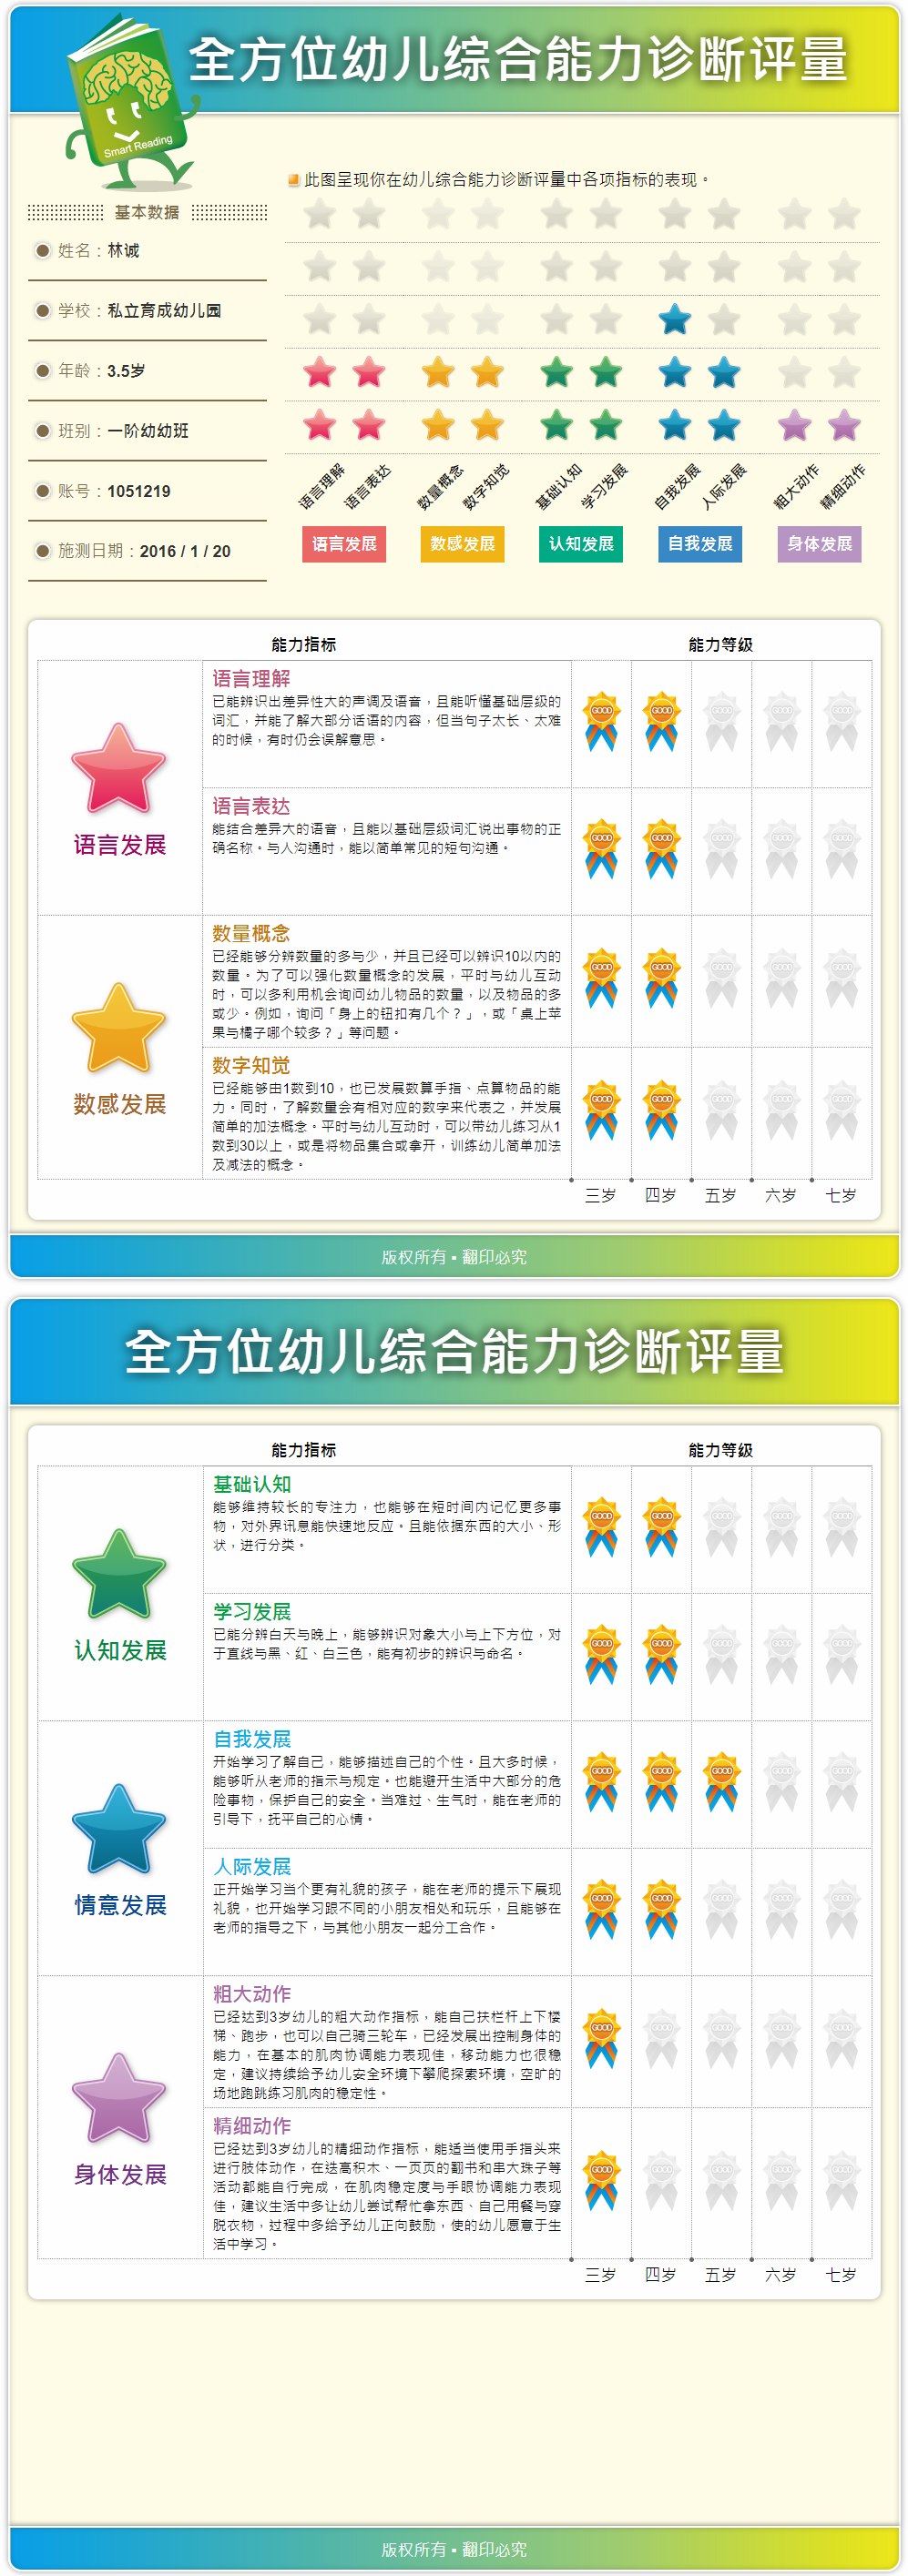 全方位幼儿综合能力诊断评量
Smart Reading
此图呈现你在幼儿综合能力诊断评量中各项指标的表现。
基本数据
姓名：林诚
学校：私立育成幼儿园
年龄：3.5岁
班别：一阶幼幼班
账号：1051219
施测日期：2016 / 1 / 20
语言理解 语言表达 数量概念 数字知觉 基础认知 学习发展 自我发展 人际发展 粗大动作 精细动作
语言发展 数感发展 认知发展 自我发展 身体发展
能力指标 能力等级
语言发展
语言理解
已能辨识出差异性大的声调及语音，且能听懂基础层级的
词汇，并能了解大部分话语的内容，但当句子太长、太难
的时候，有时仍会误解意思。
GOOD GOOD GOOD GOOD GOOD
语言表达
能结合差异大的语音，且能以基础层级词汇说出事物的正
确名称。与人沟通时，能以简单常见的短句沟通。
GOOD GOOD GOOD GOOD GOOD
数感发展
数量概念
已经能够分辨数量的多与少，并且已经可以辨识10以内的
数量。为了可以强化数量概念的发展，平时与幼儿互动
时，可以多利用机会询问幼儿物品的数量，以及物品的多
或少。例如，询问「身上的钮扣有几个？」，或「桌上苹
果与橘子哪个较多？」等问题。
GOOD GOOD GOOD GOOD GOOD
数字知觉
已经能够由1数到10，也已发展数算手指、点算物品的能
力。同时，了解数量会有相对应的数字来代表之，并发展
简单的加法概念。平时与幼儿互动时，可以带幼儿练习从1
数到30以上，或是将物品集合或拿开，训练幼儿简单加法
及减法的概念。
GOOD GOOD GOOD GOOD GOOD
三岁 四岁 五岁 六岁 七岁
版权所有 ▪ 翻印必究
全方位幼儿综合能力诊断评量
能力指标 能力等级
认知发展
基础认知
能够维持较长的专注力，也能够在短时间内记忆更多事
物，对外界讯息能快速地反应。且能依据东西的大小、形
状，进行分类。
GOOD GOOD GOOD GOOD GOOD
学习发展
已能分辨白天与晚上，能够辨识对象大小与上下方位，对
于直线与黑、红、白三色，能有初步的辨识与命名。
GOOD GOOD GOOD GOOD GOOD
情意发展
自我发展
开始学习了解自己，能够描述自己的个性。且大多时候，
能够听从老师的指示与规定。也能避开生活中大部分的危
险事物，保护自己的安全。当难过、生气时，能在老师的
引导下，抚平自己的心情。
GOOD GOOD GOOD GOOD GOOD
人际发展
正开始学习当个更有礼貌的孩子，能在老师的提示下展现
礼貌，也开始学习跟不同的小朋友相处和玩乐，且能够在
老师的指导之下，与其他小朋友一起分工合作。
GOOD GOOD GOOD GOOD GOOD
身体发展
粗大动作
已经达到3岁幼儿的粗大动作指标，能自己扶栏杆上下楼
梯、跑步，也可以自己骑三轮车，已经发展出控制身体的
能力，在基本的肌肉协调能力表现佳，移动能力也很稳
定，建议持续给予幼儿安全环境下攀爬探索环境，空旷的
场地跑跳练习肌肉的稳定性。
GOOD GOOD GOOD GOOD GOOD
精细动作
已经达到3岁幼儿的精细动作指标，能适当使用手指头来
进行肢体动作，在迭高积木、一页页的翻书和串大珠子等
活动都能自行完成，在肌肉稳定度与手眼协调能力表现
佳，建议生活中多让幼儿尝试帮忙拿东西、自己用餐与穿
脱衣物，过程中多给予幼儿正向鼓励，使的幼儿愿意于生
活中学习。
GOOD GOOD GOOD GOOD GOOD
三岁 四岁 五岁 六岁 七岁
版权所有 ▪ 翻印必究